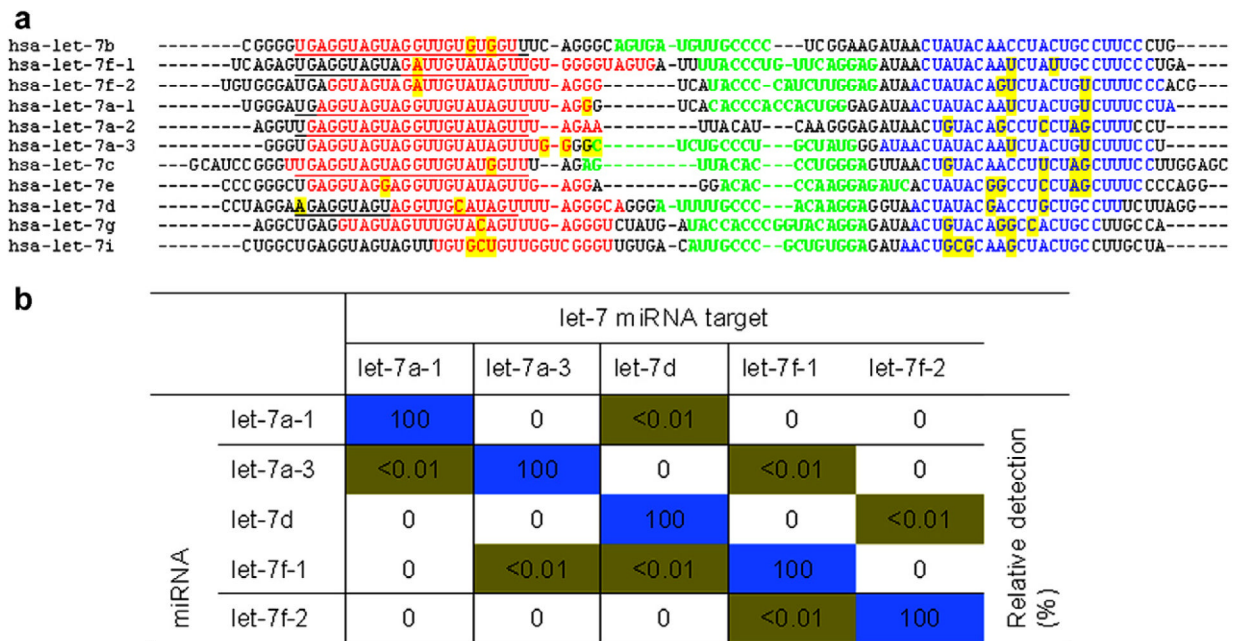 a
hsa-let-7b -------CGGGGUGAGGUAGUAGGUUGUGUGGUUUC-AGGGCAGUGA-UGUUGCCCC---UCGGAAGAUAACUAUACAACCUACUGCCUUCCCUG-----
hsa-let-7f-1 ------UCAGAGUGAGGUAGUAGAUUGUAUAGUUGU-GGGGUAGUGA-UUUUACCCUG-UUCAGGAGAUAACUAUACAAUCUAUUGCCUUCCCUGA----
hsa-let-7f-2 -----UGUGGGAUGAGGUAGUAGAUUGUAUAGUUUU-AGGG------UCAUACCC-CAUCUUGGAGAUAACUAUACAGUCUACUGUCUUUCCCACG----
hsa-let-7a-1 ------UGGGAUGAGGUAGUAGGUUGUAUAGUUUU-AGG------UCACACCCACCACUGGGAGAUAACUAUACAAUCUACUGUCUUUCCUA-----
hsa-let-7a-2 --------AGGUUGAGGUAGUAGGUUGUAUAGUUU--AGAA-------UUACAU---CAAGGGAGAUAACUGUACAGCCUCCUAGCUUUCCU------
hsa-let-7a-3 ---------GGGUGAGGUAGUAGGUUGUAUAGUUUG-GGGC------UCUGCCCU---GCUAUGGGAUAACUAUACAAUCUACUGUCUUUCCU------
hsa-let-7c ---GCAUCCGGGUUGAGGUAGUAGGUUGUAUGGUUU--AGAG-------UUACAC---CCUGGGAGUUAACUGUACAACCUUCUAGCUUUCCUUGGAGC
hsa-let-7e ------CCCGGGCUGAGGUAGGAGGUUGUAUAGUUG--AGGA--------GGACAC---CCAAGGAGAUCACUAUACGGCCUCCUAGCUUUCCCCAGG--
hsa-let-7d -----CCUAGGAAGAGGUAGUAGGUUGCAUAGUUUU-AGGGCAGGGA-UUUUGCCC---ACAAGGAGGUAACUAUACGACCUGCUGCCUUUCUUAGG---
hsa-let-7g --------AGGCUGAGGUAGUAGUUUGUACAGUUUG-AGGGUCUAUG-AUACCACCCGGUACAGGAGAUAACUGUACAGGCCACUGCCUUGCCA------
hsa-let-7i -------CUGGCUGAGGUAGUAGUUUGUGCUGUUGGUCGGGUUGUGA-CAUUGCCC---GCUGUGGAGAUAACUGCGCAAGCUACUGCCUUGCUA-----
b
let-7 miRNA target
let-7a-1 let-7a-3 let-7d let-7f-1 let-7f-2
let-7a-1 100 0 <0.01 0 0
let-7a-3 <0.01 100 0 <0.01 0
let-7d 0 0 100 0 <0.01
let-7f-1 0 <0.01 <0.01 100 0
let-7f-2 0 0 0 <0.01 100
miRNA
Relative detection
(%)